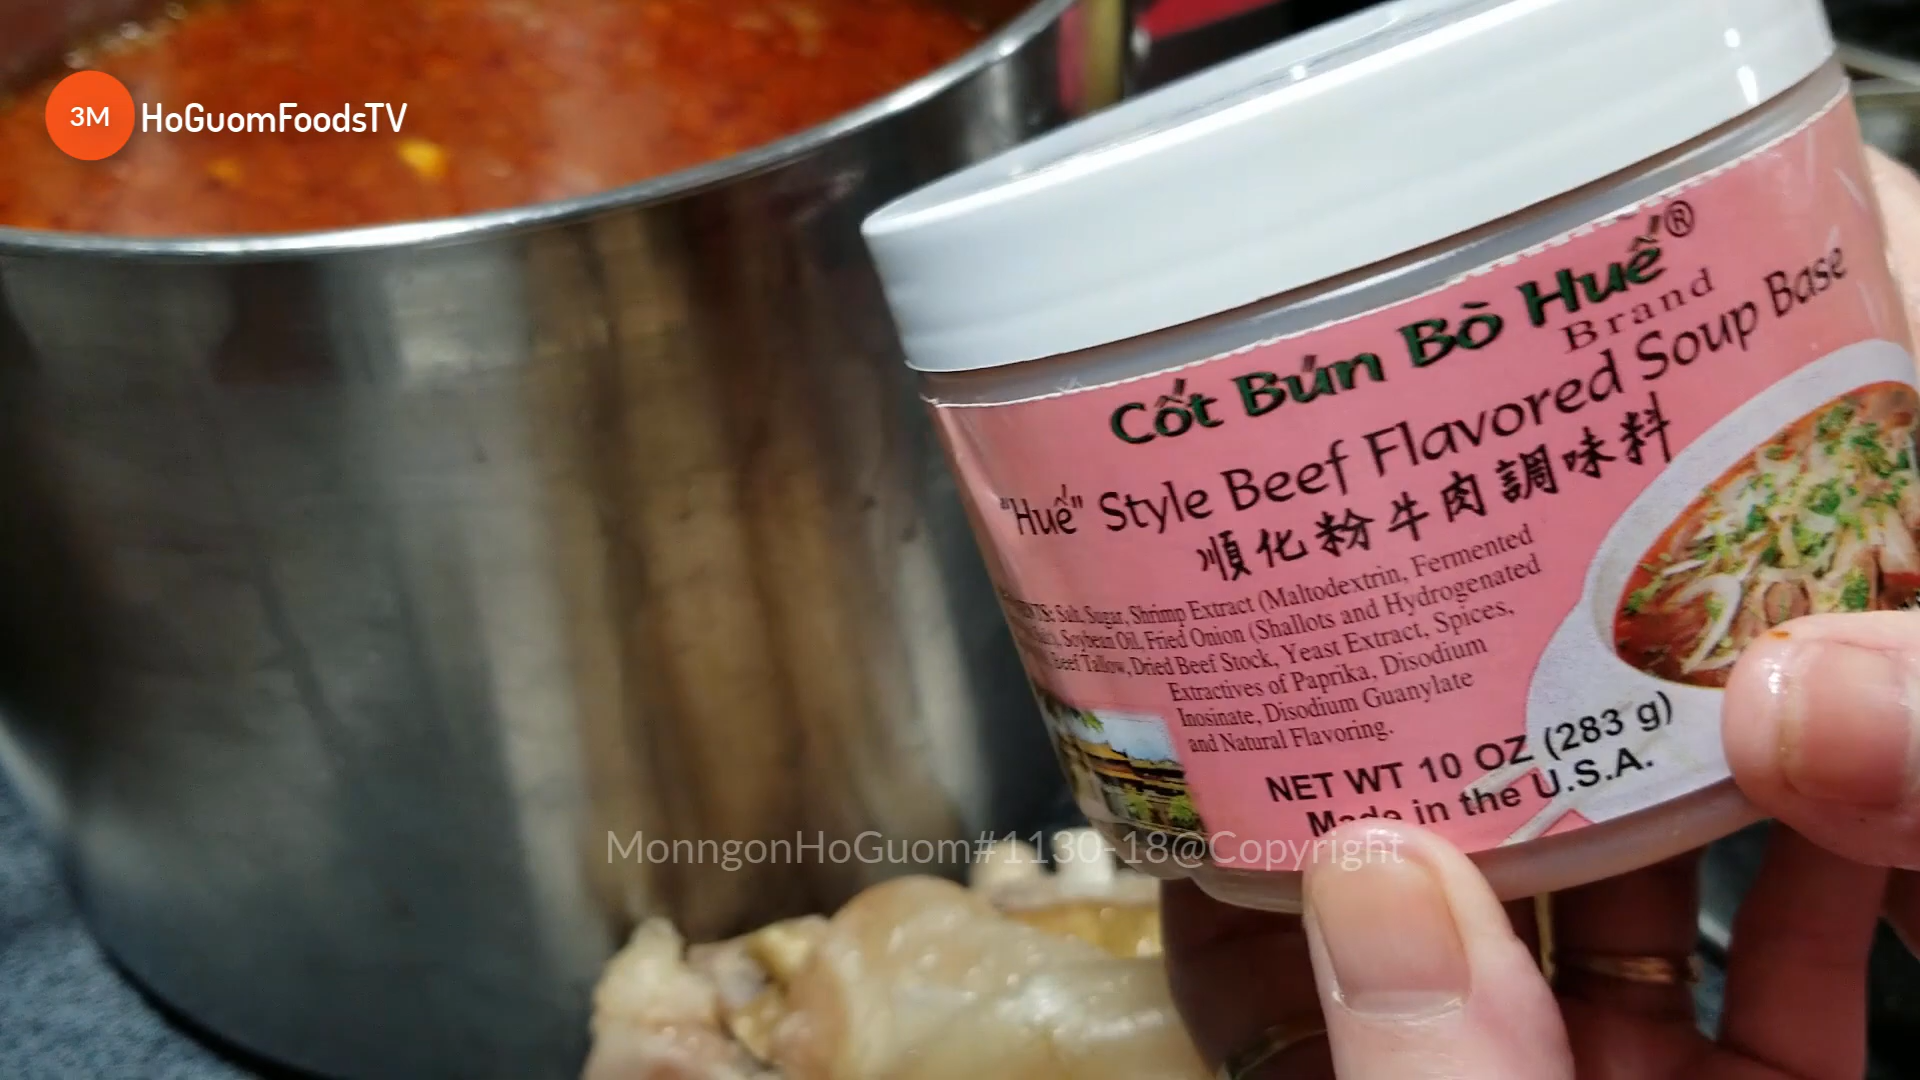 3M HoGuomFoodsTV
Cốt Bún Bò Huế®
Brand
"Huế" Style Beef Flavored Soup Base
順化粉牛肉調味料
Salt, Sugar, Shrimp Extract (Maltodextrin, Fermented
Soybean Oil, Fried Onion (Shallots and Hydrogenated
Beef Tallow, Dried Beef Stock, Yeast Extract, Spices,
Extractives of Paprika, Disodium
Inosinate, Disodium Guanylate
and Natural Flavoring.
NET WT 10 OZ (283 g)
Made in the U.S.A.
MonngonHoGuom#1130-18@Copyright